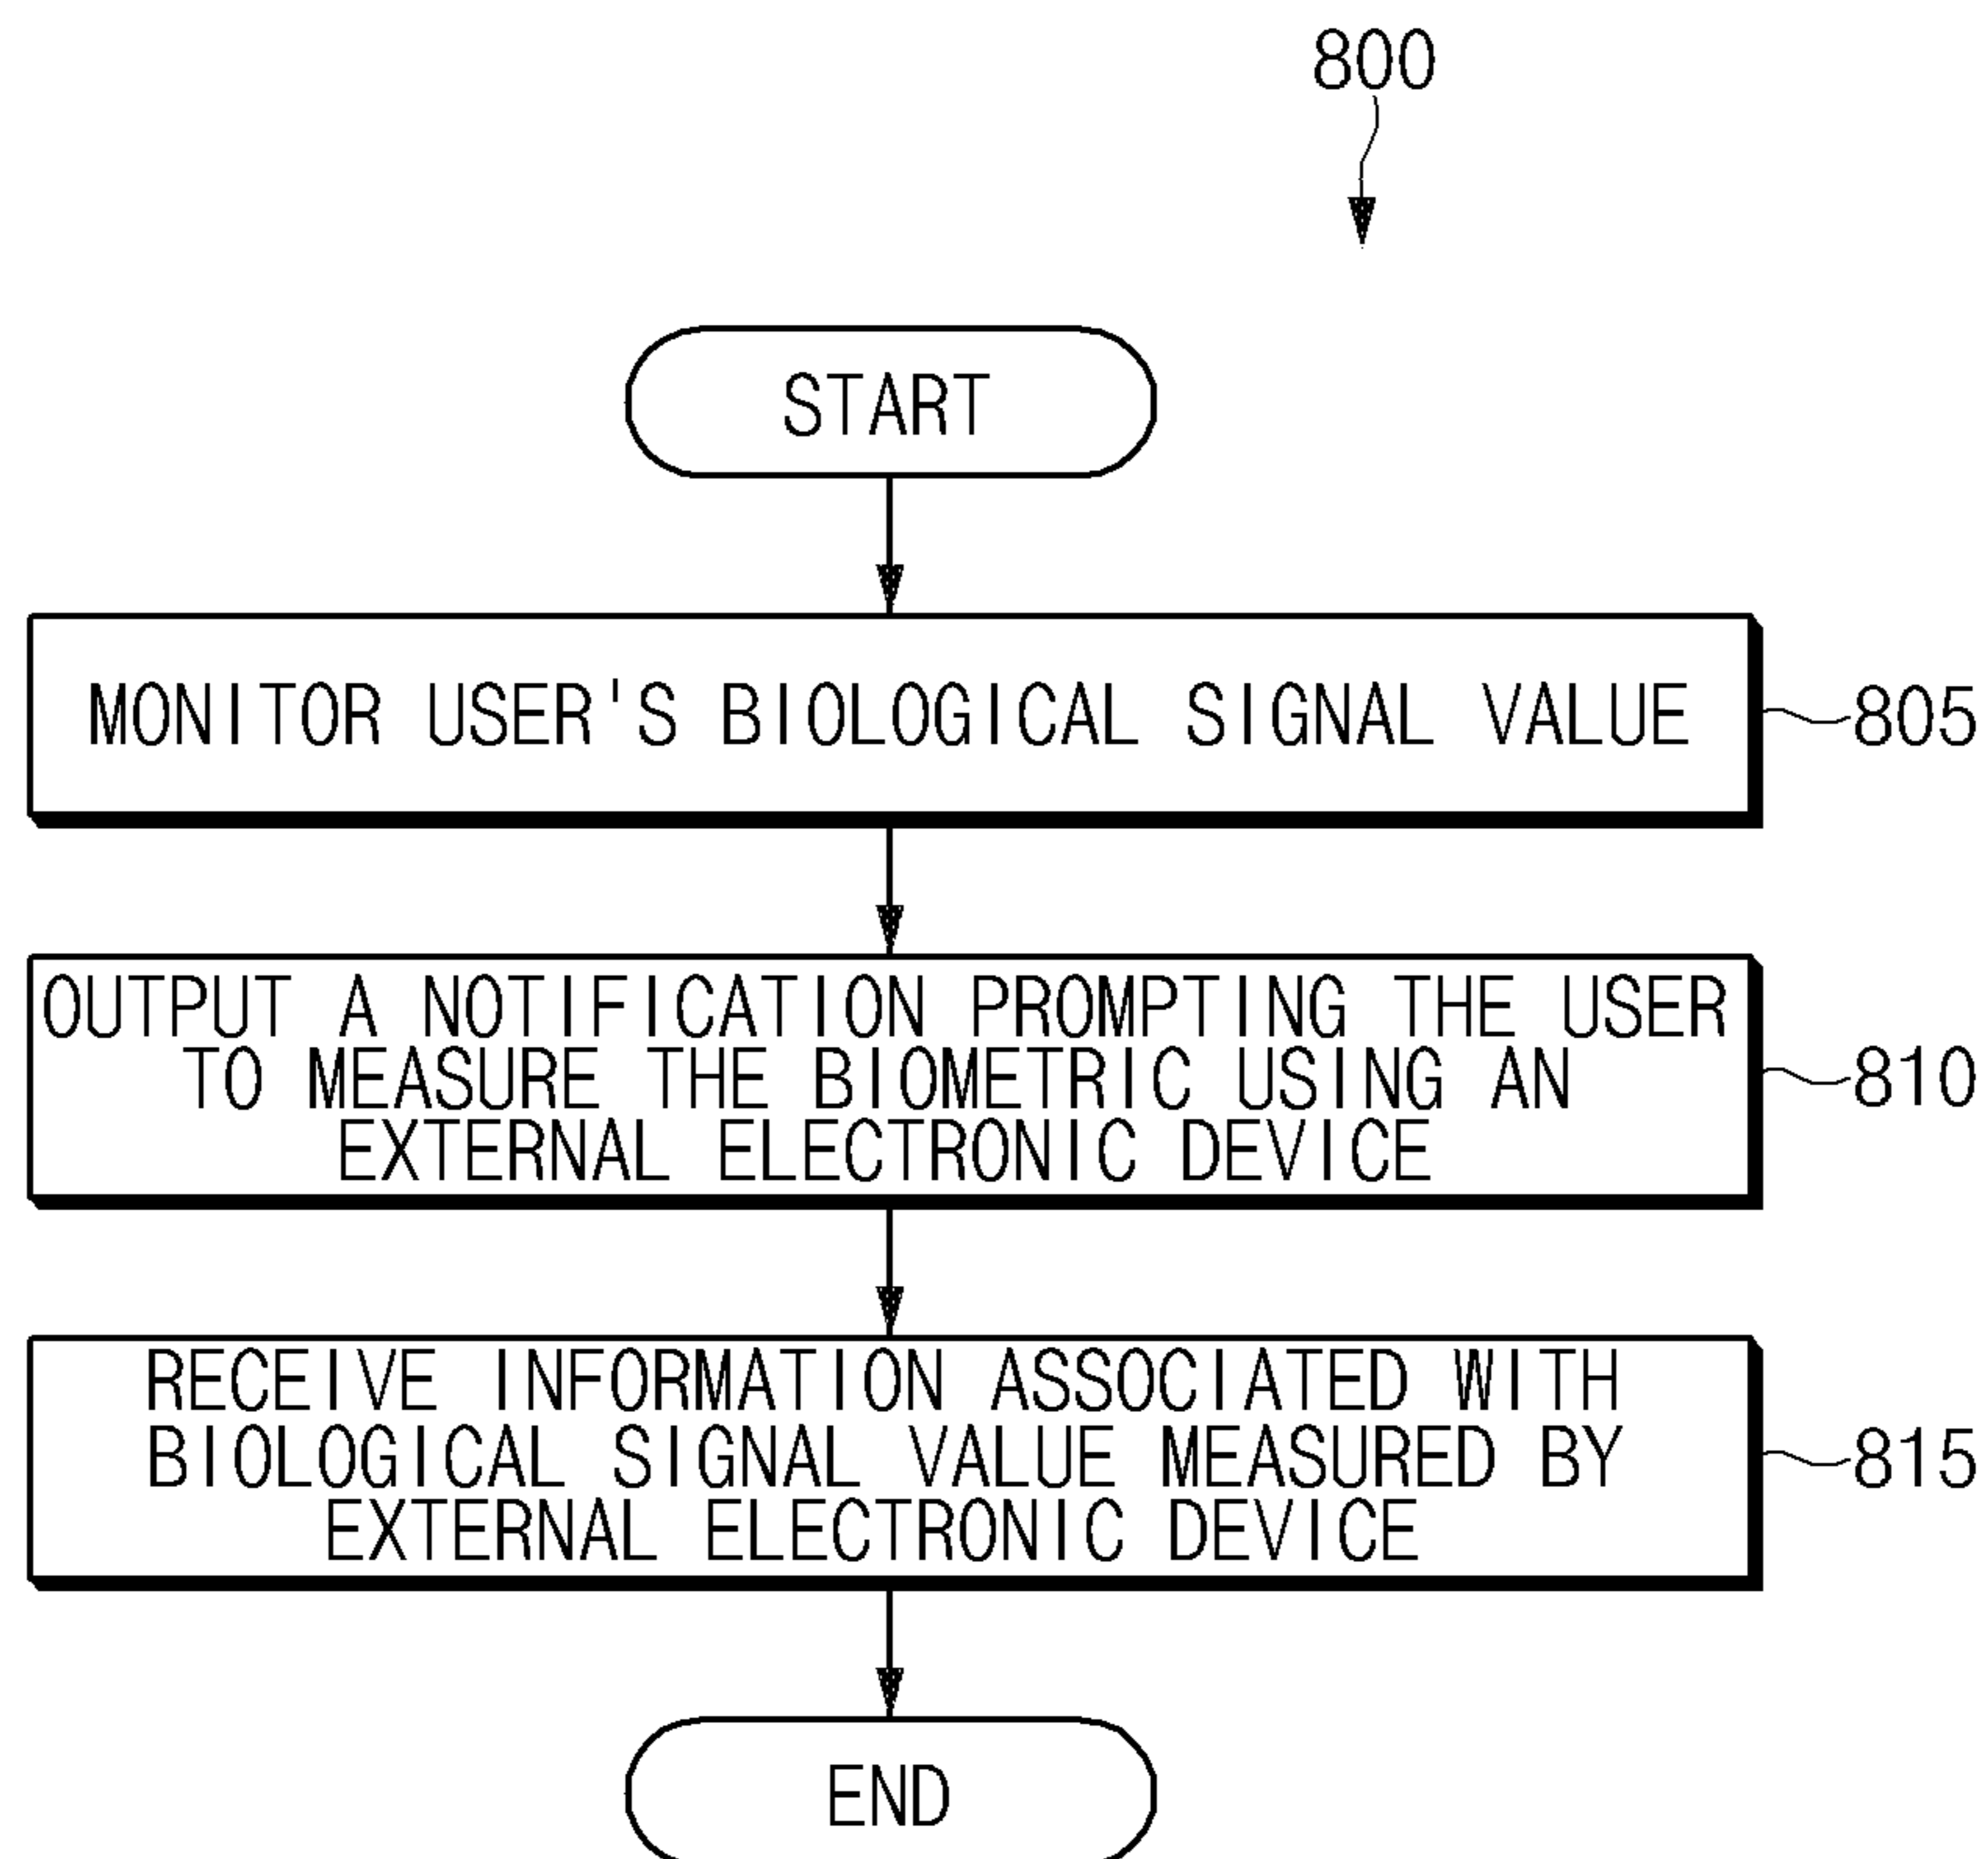 800
START
MONITOR USER'S BIOLOGICAL SIGNAL VALUE
805
OUTPUT A NOTIFICATION PROMPTING THE USER
TO MEASURE THE BIOMETRIC USING AN
EXTERNAL ELECTRONIC DEVICE
810
RECEIVE INFORMATION ASSOCIATED WITH
BIOLOGICAL SIGNAL VALUE MEASURED BY
EXTERNAL ELECTRONIC DEVICE
815
END